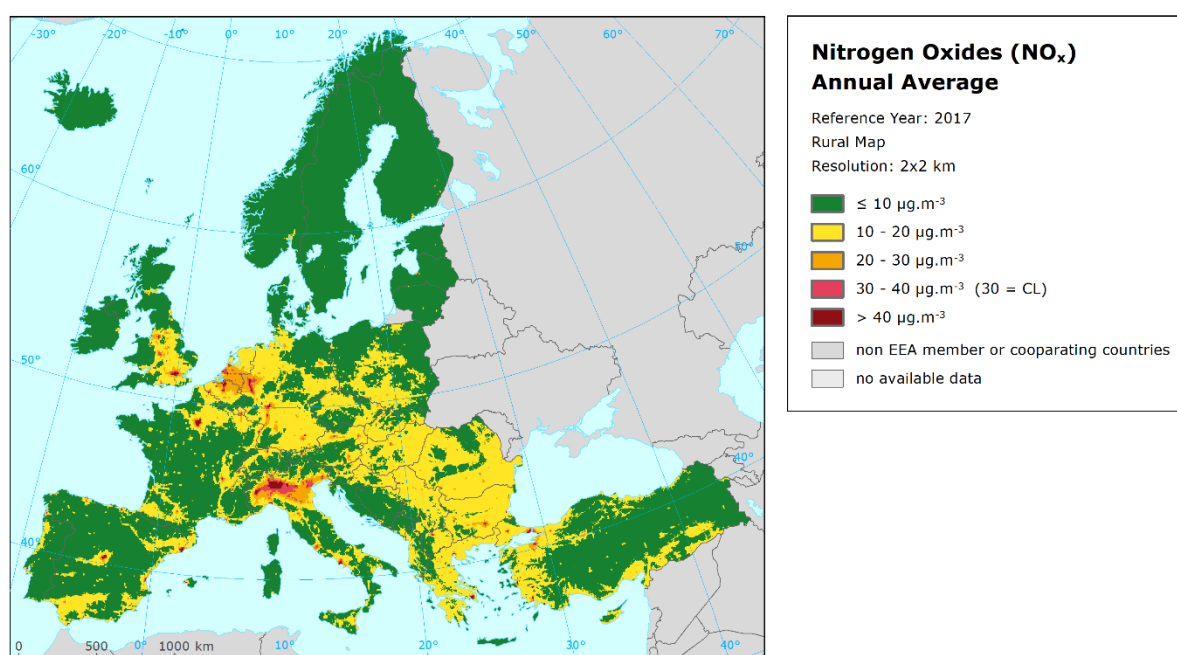 -30° -20° -10° 0° 10° 20° 30° 40° 50° 60° 70°
60°
50°
50°
40°
40°
0 500 0° 1000 km 10° 20° 30° 40°
Nitrogen Oxides (NOₓ)
Annual Average
Reference Year: 2017
Rural Map
Resolution: 2x2 km
≤ 10 µg.m⁻³
10 - 20 µg.m⁻³
20 - 30 µg.m⁻³
30 - 40 µg.m⁻³ (30 = CL)
> 40 µg.m⁻³
non EEA member or cooparating countries
no available data